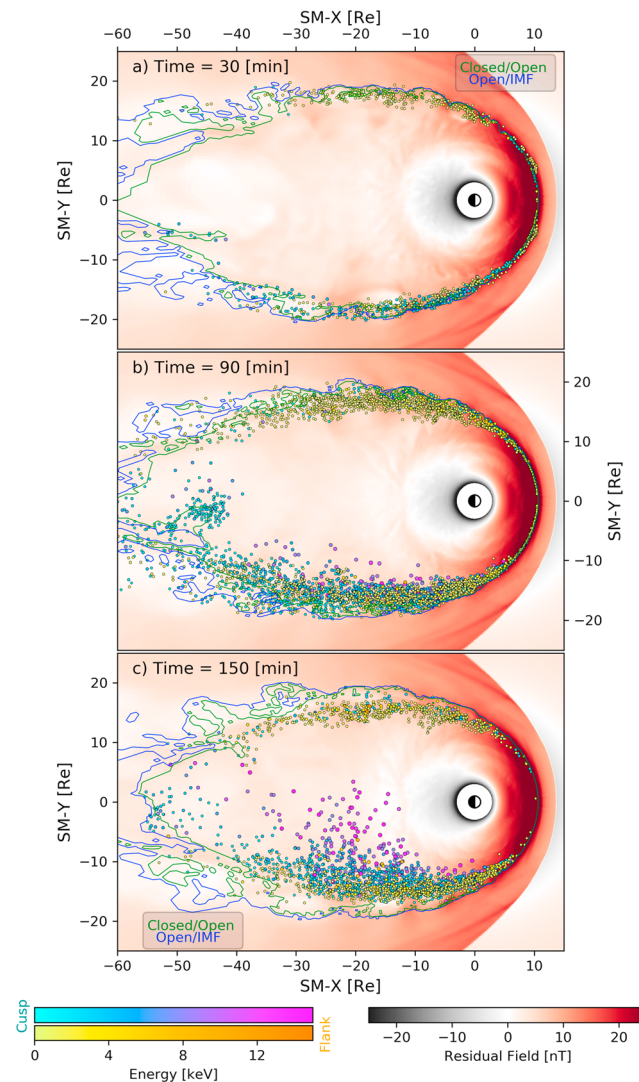 SM-X [Re]
−60 −50 −40 −30 −20 −10 0 10
a) Time = 30 [min]
Closed/Open
Open/IMF
20
10
0
−10
−20
SM-Y [Re]
b) Time = 90 [min]
20
10
0
−10
−20
SM-Y [Re]
c) Time = 150 [min]
20
10
0
−10
−20
SM-Y [Re]
Closed/Open
Open/IMF
−60 −50 −40 −30 −20 −10 0 10
SM-X [Re]
Cusp
Flank
0 4 8 12
Energy [keV]
−20 −10 0 10 20
Residual Field [nT]